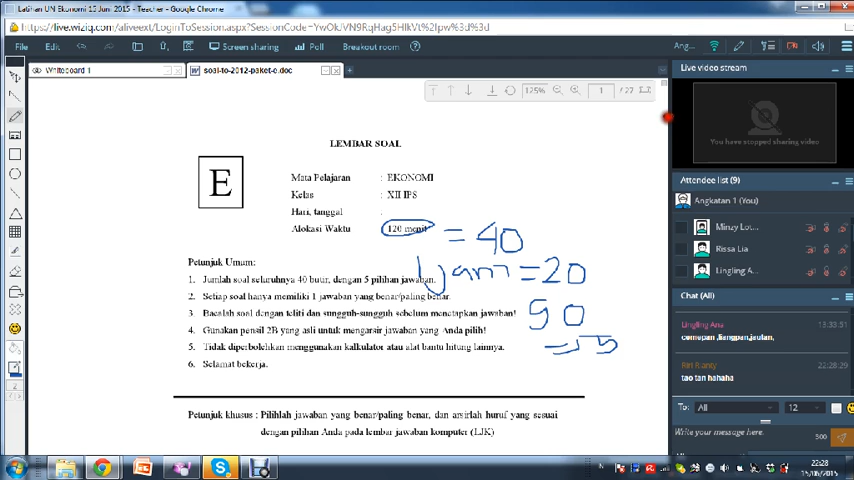 Latihan UN Ekonomi 15 Juni 2015 - Teacher - Google Chrome
https://live.wiziq.com/aliveext/LoginToSession.aspx?SessionCode=YwOkJVN9RqHag5HIkVt%2Ipw%3d%3d
File Edit Screen sharing Poll Breakout room Ang...
Whiteboard 1 soal-to-2012-paket-e.doc
125% 1 / 27
Live video stream
You have stopped sharing video
LEMBAR SOAL
E
Mata Pelajaran : EKONOMI
Kelas : XII IPS
Hari, tanggal :
Alokasi Waktu : 120 menit = 40
Petunjuk Umum:
1. Jumlah soal seluruhnya 40 butir, dengan 5 pilihan jawaban.
1 jam = 20
2. Setiap soal hanya memiliki 1 jawaban yang benar/paling benar.
3. Bacalah soal dengan teliti dan sungguh-sungguh sebelum menetapkan jawaban!
90
4. Gunakan pensil 2B yang asli untuk mengarsir jawaban yang Anda pilih!
5. Tidak diperbolehkan menggunakan kalkulator atau alat bantu hitung lainnya.
6. Selamat bekerja.
Petunjuk khusus : Pilihlah jawaban yang benar/paling benar, dan arsirlah huruf yang sesuai
dengan pilihan Anda pada lembar jawaban komputer (LJK)
Attendee list (9)
Angkatan 1 (You)
Minzy Lot...
Rissa Lia
Lingling A...
Chat (All)
Lingling Ana 13:33:51
22:28:29
tao tan hahaha
To: All 12
Write your message here... 500
22:28
15/06/2015